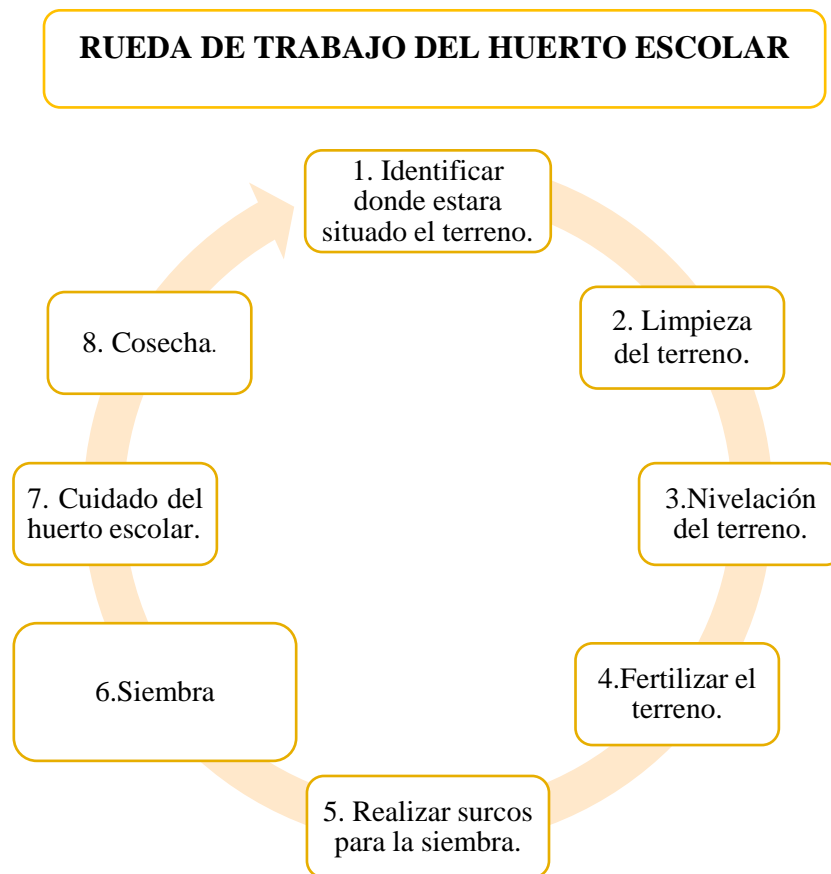 RUEDA DE TRABAJO DEL HUERTO ESCOLAR
1. Identificar
donde estara
situado el terreno.
2. Limpieza
del terreno.
3.Nivelación
del terreno.
4.Fertilizar el
terreno.
5. Realizar surcos
para la siembra.
6.Siembra
7. Cuidado del
huerto escolar.
8. Cosecha.